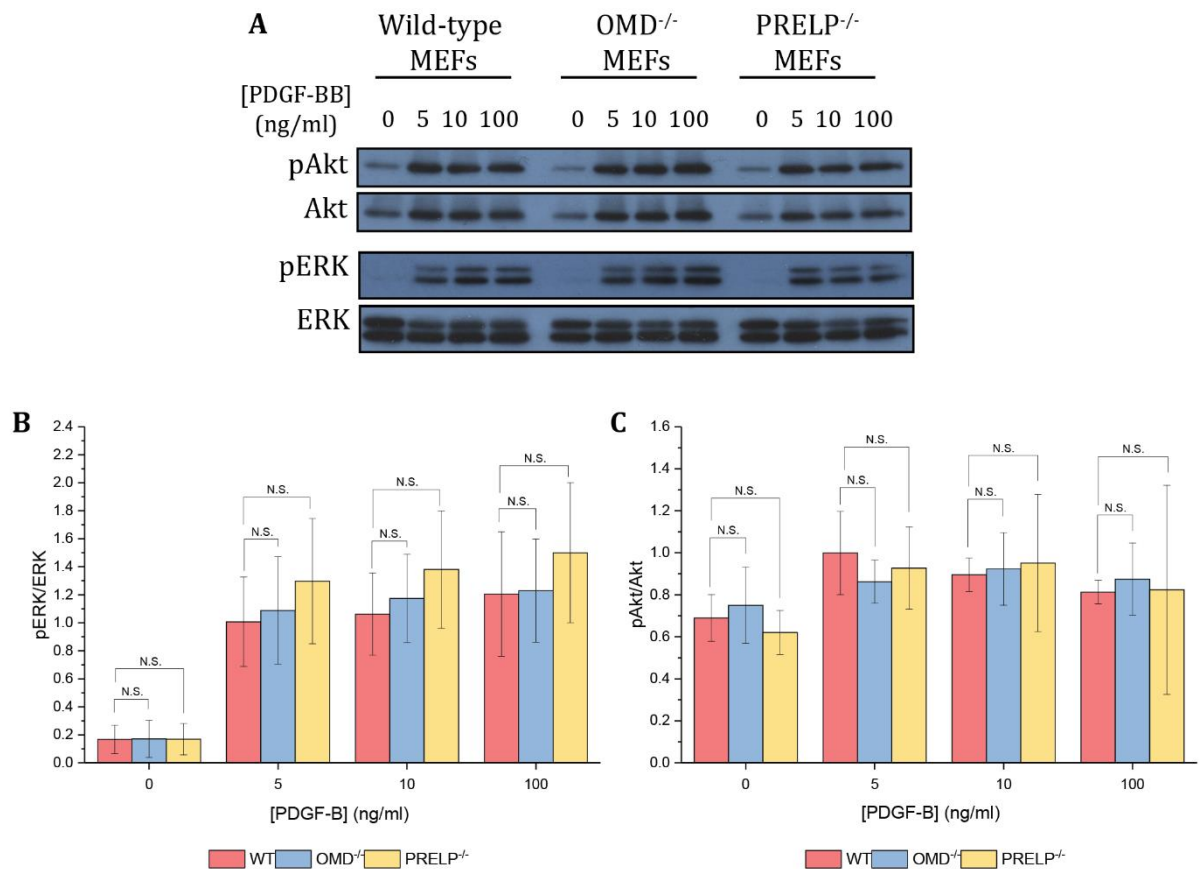 A
Wild-type OMD-/- PRELP-/-
MEFs MEFs MEFs
[PDGF-BB]
(ng/ml) 0 5 10 100 0 5 10 100 0 5 10 100
pAkt
Akt
pERK
ERK
B
2.4
2.2
2.0
1.8
1.6
1.4
1.2
1.0
0.8
0.6
0.4
0.2
0.0
pERK/ERK
N.S.
N.S.
N.S.
N.S.
N.S.
N.S.
N.S.
N.S.
0 5 10 100
[PDGF-B] (ng/ml)
WT OMD-/- PRELP-/-
C
1.6
1.4
1.2
1.0
0.8
0.6
0.4
0.2
0.0
pAkt/Akt
N.S.
N.S.
N.S.
N.S.
N.S.
N.S.
N.S.
N.S.
0 5 10 100
[PDGF-B] (ng/ml)
WT OMD-/- PRELP-/-